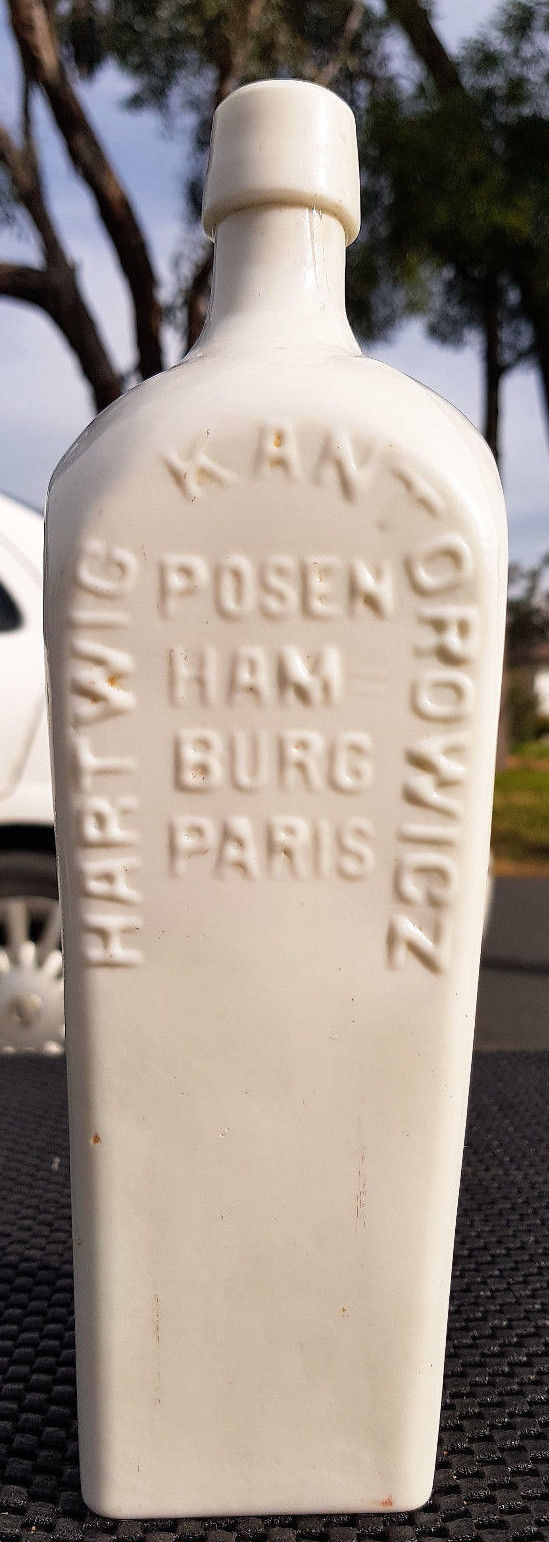 HARTWIG KANTOROWICZ
POSEN
HAM-
BURG
PARIS